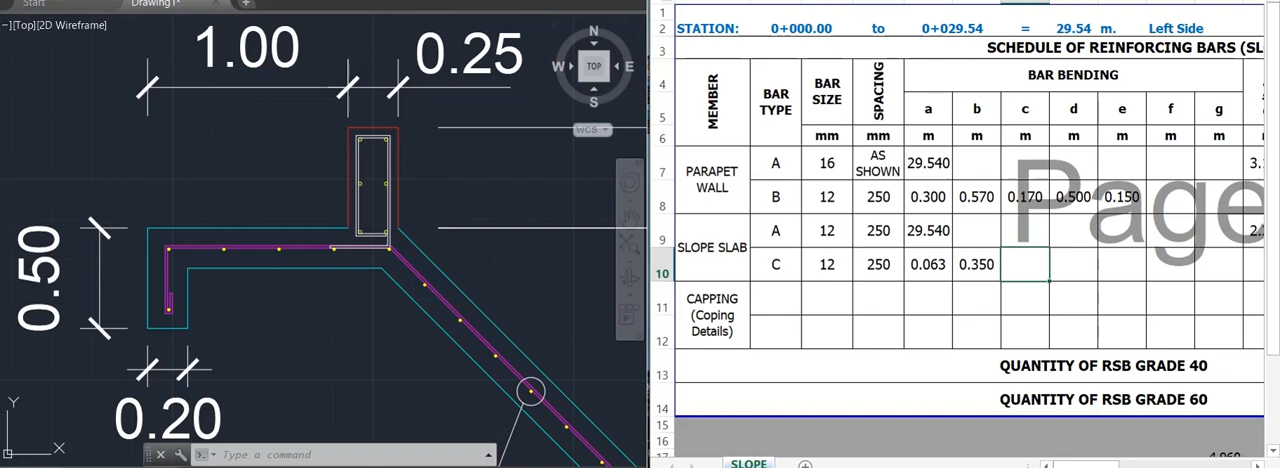 Start
Drawing1*
+
−][Top][2D Wireframe]
1.00
0.25
N
W
TOP
E
S
WCS
0.50
0.20
Y
X
Type a command
1
2
STATION: 0+000.00 to 0+029.54 = 29.54 m. Left Side
3
SCHEDULE OF REINFORCING BARS (SL
4
MEMBER
BAR TYPE
BAR SIZE
SPACING
BAR BENDING
5
a b c d e f g
6
mm mm m m m m m m m
7
PARAPET WALL
A 16 AS SHOWN 29.540 3.
8
B 12 250 0.300 0.570 0.170 0.500 0.150
Page
9
SLOPE SLAB
A 12 250 29.540 2.
10
C 12 250 0.063 0.350
11
CAPPING
(Coping
Details)
12
13
QUANTITY OF RSB GRADE 40
14
QUANTITY OF RSB GRADE 60
15
16
17
4.960
SLOPE